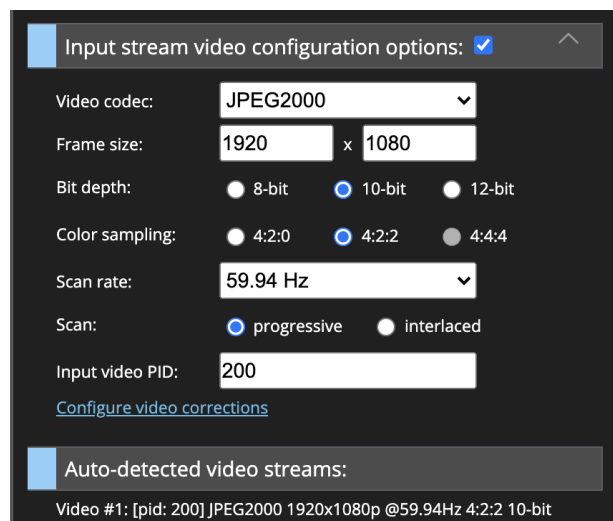 Input stream video configuration options:
Video codec: JPEG2000
Frame size: 1920 x 1080
Bit depth: 8-bit 10-bit 12-bit
Color sampling: 4:2:0 4:2:2 4:4:4
Scan rate: 59.94 Hz
Scan: progressive interlaced
Input video PID: 200
Configure video corrections
Auto-detected video streams:
Video #1: [pid: 200] JPEG2000 1920x1080p @59.94Hz 4:2:2 10-bit